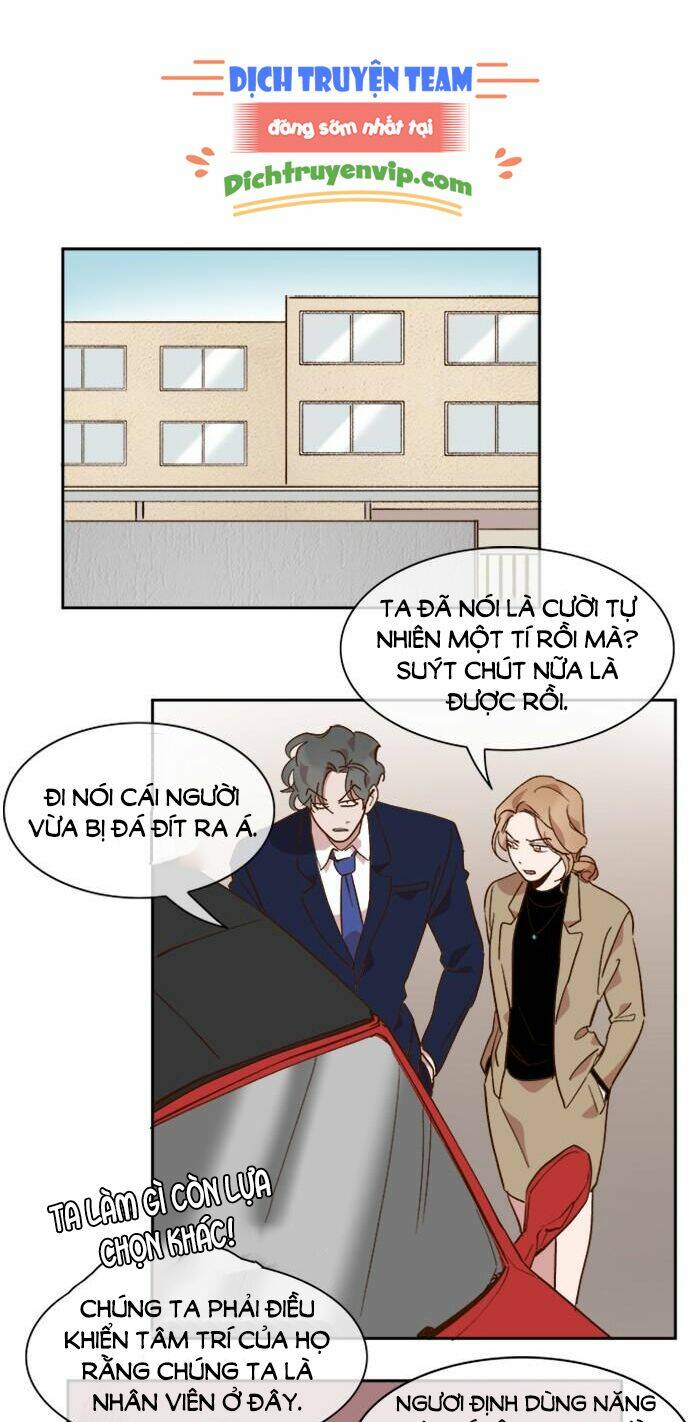 DỊCH TRUYỆN TEAM
đăng sớm nhất tại
Dichtruyenvip.com
TA ĐÃ NÓI LÀ CƯỜI TỰ
NHIÊN MỘT TÍ RỒI MÀ?
SUÝT CHÚT NỮA LÀ
ĐƯỢC RỒI.
ĐI NÓI CÁI NGƯỜI
VỪA BỊ ĐÁ ĐÍT RA Á.
TA LÀM GÌ CÒN LỰA
CHỌN KHÁC!
CHÚNG TA PHẢI ĐIỀU
KHIỂN TÂM TRÍ CỦA HỌ
RẰNG CHÚNG TA LÀ
NHÂN VIÊN Ở ĐÂY.
NGƯƠI ĐỊNH DÙNG NĂNG